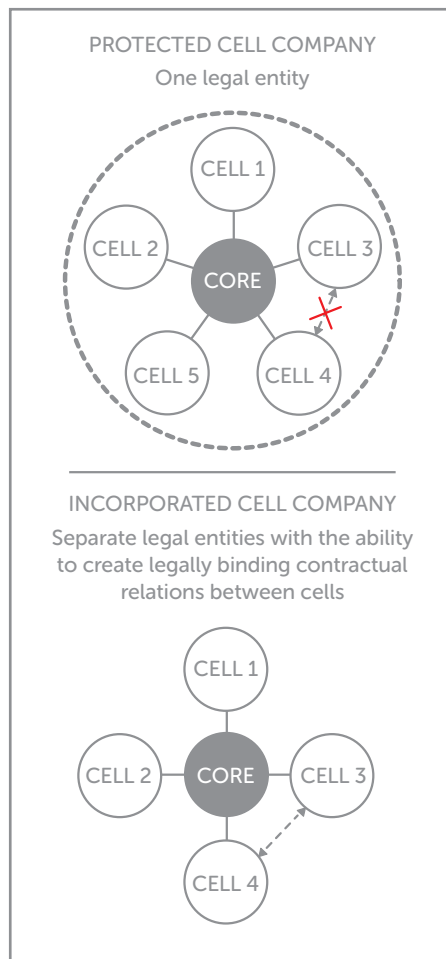 PROTECTED CELL COMPANY
One legal entity
CELL 1
CELL 2
CELL 3
CORE
CELL 5
CELL 4
INCORPORATED CELL COMPANY
Separate legal entities with the ability
to create legally binding contractual
relations between cells
CELL 1
CELL 2
CORE
CELL 3
CELL 4